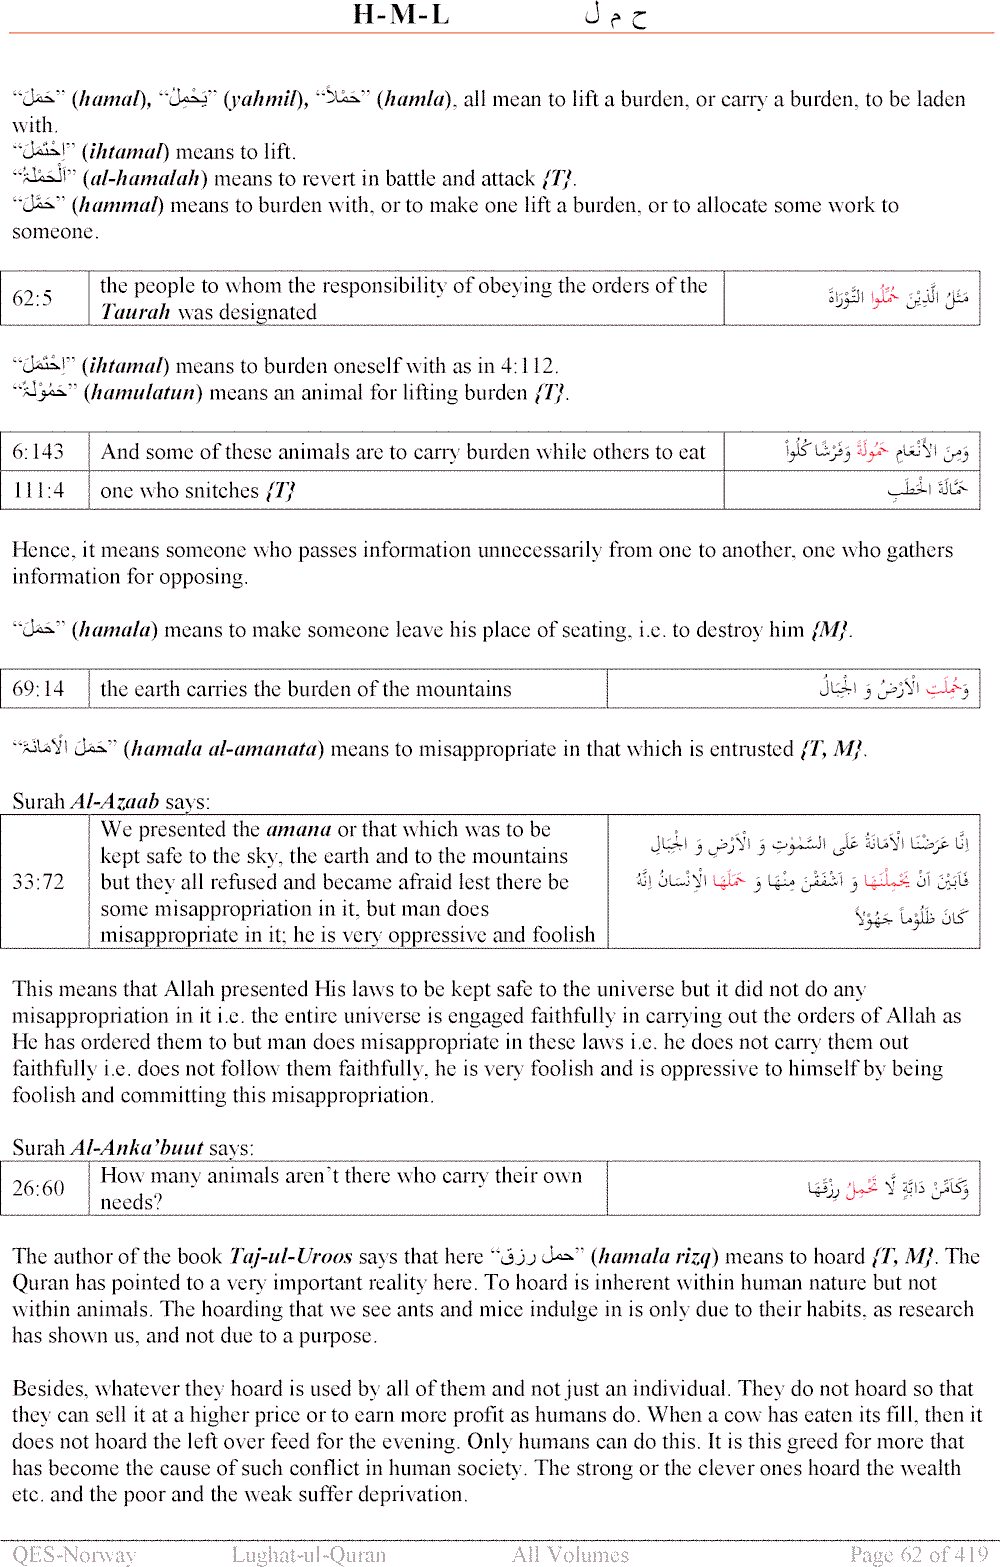 H-M-L ح م ل
“حَمَلَ” (hamal), “يَحْمِلُ” (yahmil), “حَمْلاً” (hamla), all mean to lift a burden, or carry a burden, to be laden
with.
“اِحْتَمَلَ” (ihtamal) means to lift.
“اَلْحَمْلَةُ” (al-hamalah) means to revert in battle and attack {T}.
“حَمَّلَ” (hammal) means to burden with, or to make one lift a burden, or to allocate some work to
someone.
62:5 the people to whom the responsibility of obeying the orders of the
Taurah was designated
مَثَلُ الَّذِيْنَ حُمِّلُوا التَّوْرَاةَ
“اِحْتَمَلَ” (ihtamal) means to burden oneself with as in 4:112.
“حَمُوْلَةٌ” (hamulatun) means an animal for lifting burden {T}.
6:143 And some of these animals are to carry burden while others to eat وَمِنَ الأَنْعَامِ حَمُولَةً وَفَرْشًا كُلُواْ
111:4 one who snitches {T} حَمَّالَةَ الْحَطَبِ
Hence, it means someone who passes information unnecessarily from one to another, one who gathers
information for opposing.
“حَمَلَ” (hamala) means to make someone leave his place of seating, i.e. to destroy him {M}.
69:14 the earth carries the burden of the mountains وَحُمِلَتِ الْاَرْضُ وَ الْجِبَالُ
“حَمَلَ الْاَمَانَةَ” (hamala al-amanata) means to misappropriate in that which is entrusted {T, M}.
Surah Al-Azaab says:
33:72 We presented the amana or that which was to be
kept safe to the sky, the earth and to the mountains
but they all refused and became afraid lest there be
some misappropriation in it, but man does
misappropriate in it; he is very oppressive and foolish
اِنَّا عَرَضْنَا الْاَمَانَةُ عَلَى السَّمٰوٰتِ وَ الْاَرْضِ وَ الْجِبَالِ
فَاَبَيْنَ اَنْ يَّحْمِلْنَهَا وَ اَشْفَقْنَ مِنْهَا وَ حَمَلَهَا الْاِنْسَانُ اِنَّهُ
كَانَ ظَلُوْماً جَهُوْلاً
This means that Allah presented His laws to be kept safe to the universe but it did not do any
misappropriation in it i.e. the entire universe is engaged faithfully in carrying out the orders of Allah as
He has ordered them to but man does misappropriate in these laws i.e. he does not carry them out
faithfully i.e. does not follow them faithfully, he is very foolish and is oppressive to himself by being
foolish and committing this misappropriation.
Surah Al-Anka’buut says:
26:60 How many animals aren’t there who carry their own
needs?
وَكَاَمِّنْ دَابَّةٍ لَّا تَحْمِلُ رِزْقَهَا
The author of the book Taj-ul-Uroos says that here “حمل رزق” (hamala rizq) means to hoard {T, M}. The
Quran has pointed to a very important reality here. To hoard is inherent within human nature but not
within animals. The hoarding that we see ants and mice indulge in is only due to their habits, as research
has shown us, and not due to a purpose.
Besides, whatever they hoard is used by all of them and not just an individual. They do not hoard so that
they can sell it at a higher price or to earn more profit as humans do. When a cow has eaten its fill, then it
does not hoard the left over feed for the evening. Only humans can do this. It is this greed for more that
has become the cause of such conflict in human society. The strong or the clever ones hoard the wealth
etc. and the poor and the weak suffer deprivation.
QES-Norway Lughat-ul-Quran All Volumes Page 62 of 419